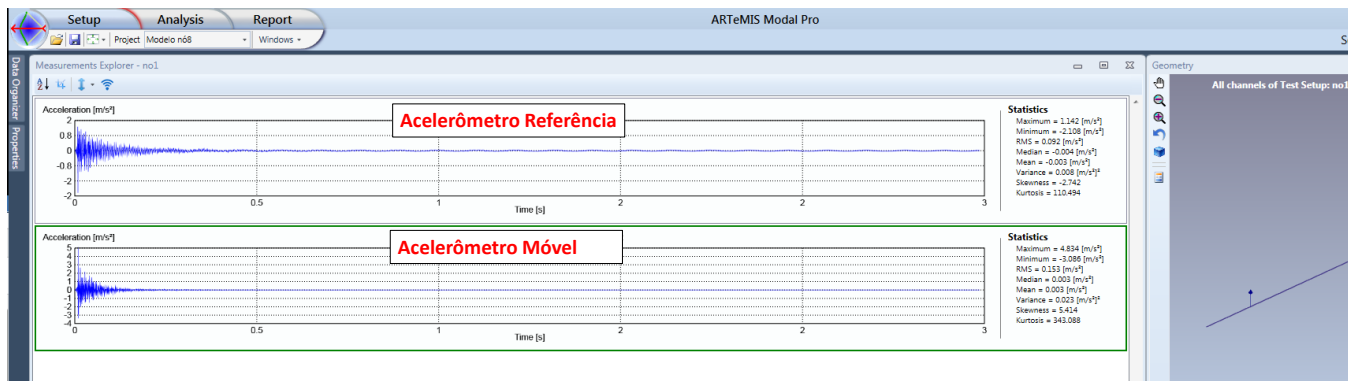 Setup Analysis Report
ARTeMIS Modal Pro
Project Modelo nó8 Windows
Data Organizer
Properties
Measurements Explorer - no1
Geometry
All channels of Test Setup: no1
Acceleration [m/s²]
Acelerômetro Referência
2
0.8
0
-0.8
-2
-2
0 0.5 1 2 2 3
Time [s]
Statistics
Maximum = 1.142 [m/s²]
Minimum = -2.108 [m/s²]
RMS = 0.092 [m/s²]
Median = -0.004 [m/s²]
Mean = -0.003 [m/s²]
Variance = 0.008 [m/s²]²
Skewness = -2.742
Kurtosis = 110.494
Acceleration [m/s²]
Acelerômetro Móvel
5
4
3
2
1
0
-1
-2
-3
-4
0 0.5 1 2 2 3
Time [s]
Statistics
Maximum = 4.834 [m/s²]
Minimum = -3.086 [m/s²]
RMS = 0.153 [m/s²]
Median = 0.003 [m/s²]
Mean = 0.003 [m/s²]
Variance = 0.023 [m/s²]²
Skewness = 5.414
Kurtosis = 343.088